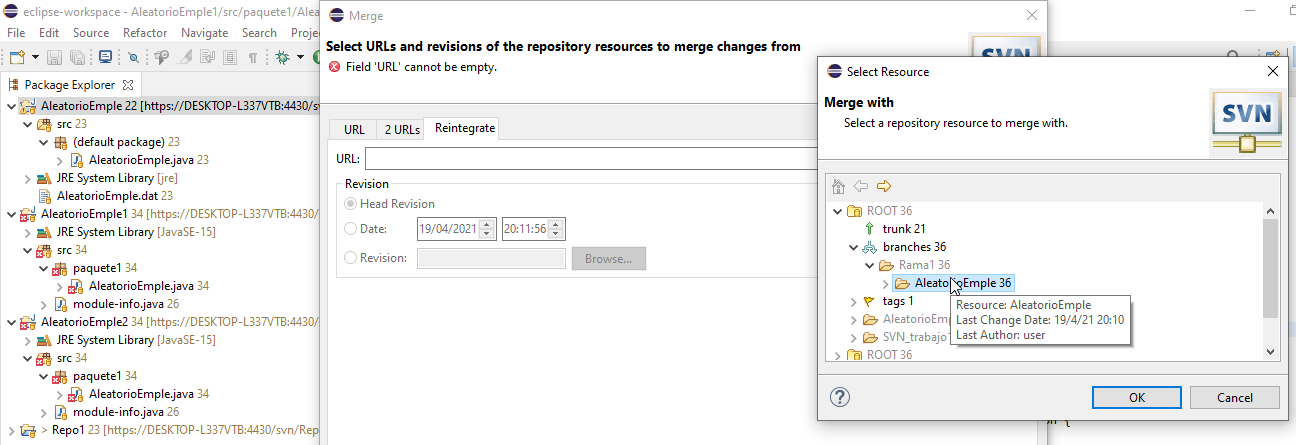 eclipse-workspace - AleatorioEmple1/src/paquete1/Alea
File Edit Source Refactor Navigate Search Proje
Package Explorer
AleatorioEmple 22 [https://DESKTOP-L337VTB:4430/sv
src 23
(default package) 23
AleatorioEmple.java 23
JRE System Library [jre]
AleatorioEmple.dat 23
AleatorioEmple1 34 [https://DESKTOP-L337VTB:4430/
JRE System Library [JavaSE-15]
src 34
paquete1 34
AleatorioEmple.java 34
module-info.java 26
AleatorioEmple2 34 [https://DESKTOP-L337VTB:4430/
JRE System Library [JavaSE-15]
src 34
paquete1 34
AleatorioEmple.java 34
module-info.java 26
> Repo1 23 [https://DESKTOP-L337VTB:4430/svn/Rep
Merge
Select URLs and revisions of the repository resources to merge changes from
Field 'URL' cannot be empty.
SVN
URL 2 URLs Reintegrate
URL:
Revision
Head Revision
Date: 19/04/2021 20:11:56
Revision: Browse...
Select Resource
Merge with
Select a repository resource to merge with.
SVN
ROOT 36
trunk 21
branches 36
Rama1 36
AleatorioEmple 36
tags 1
AleatorioEmp
SVN_trabajo1
ROOT 36
Resource: AleatorioEmple
Last Change Date: 19/4/21 20:10
Last Author: user
OK Cancel